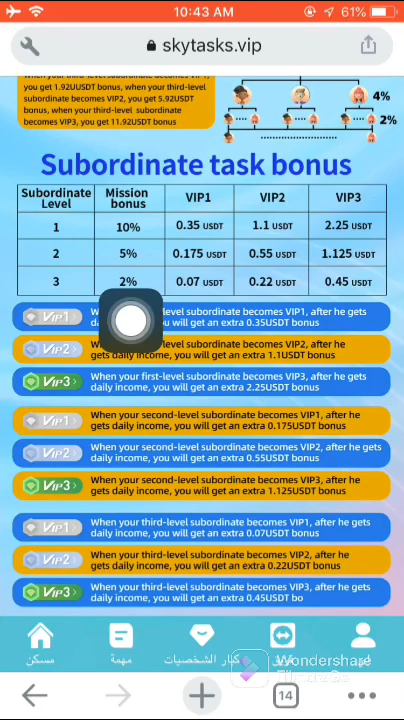 10:43 AM
61%
skytasks.vip
you get 1.92UUSDT bonus, when your third-level
subordinate becomes VIP2, you get 5.92USDT
bonus, when your third-level subordinate
becomes VIP3, you get 11.92USDT bonus
4%
2%
Subordinate task bonus
Subordinate Level Mission bonus VIP1 VIP2 VIP3
1 10% 0.35 USDT 1.1 USDT 2.25 USDT
2 5% 0.175 USDT 0.55 USDT 1.125 USDT
3 2% 0.07 USDT 0.22 USDT 0.45 USDT
VIP1
level subordinate becomes VIP1, after he gets
you will get an extra 0.35USDT bonus
VIP2
level subordinate becomes VIP2, after he
gets daily income, you will get an extra 1.1USDT bonus
VIP3
When your first-level subordinate becomes VIP3, after he gets
daily income, you will get an extra 2.25USDT bonus
VIP1
When your second-level subordinate becomes VIP1, after he
gets daily income, you will get an extra 0.175USDT bonus
VIP2
When your second-level subordinate becomes VIP2, after he gets
daily income, you will get an extra 0.55USDT bonus
VIP3
When your second-level subordinate becomes VIP3, after he
gets daily income, you will get an extra 1.125USDT bonus
VIP1
When your third-level subordinate becomes VIP1, after he gets
daily income, you will get an extra 0.07USDT bonus
VIP2
When your third-level subordinate becomes VIP2, after he
gets daily income, you will get an extra 0.22USDT bonus
VIP3
When your third-level subordinate becomes VIP3, after he gets
daily income, you will get an extra 0.45USDT bo
مسكن
مهمة
كبار الشخصيات
Wondershare
14